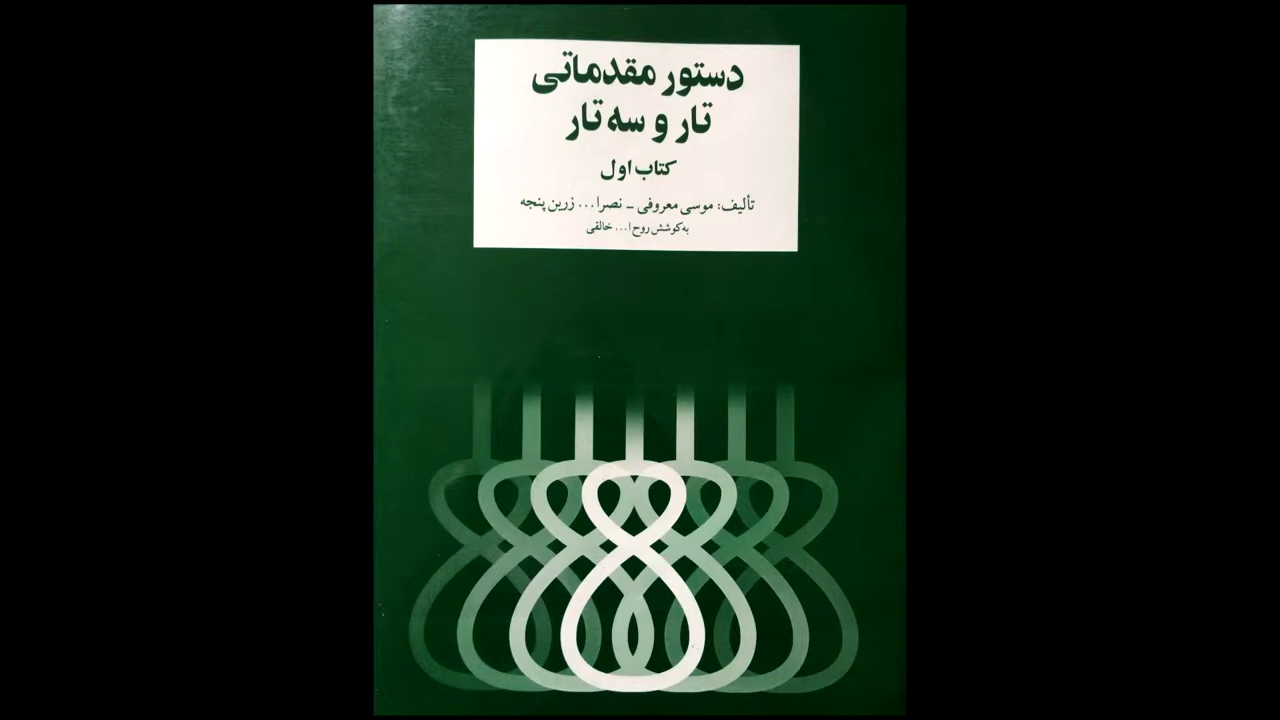 دستور مقدماتی
تار و سه تار
کتاب اول
تألیف: موسی معروفی ـ نصرا... زرین پنجه
به‌کوشش روح ا... خالقی